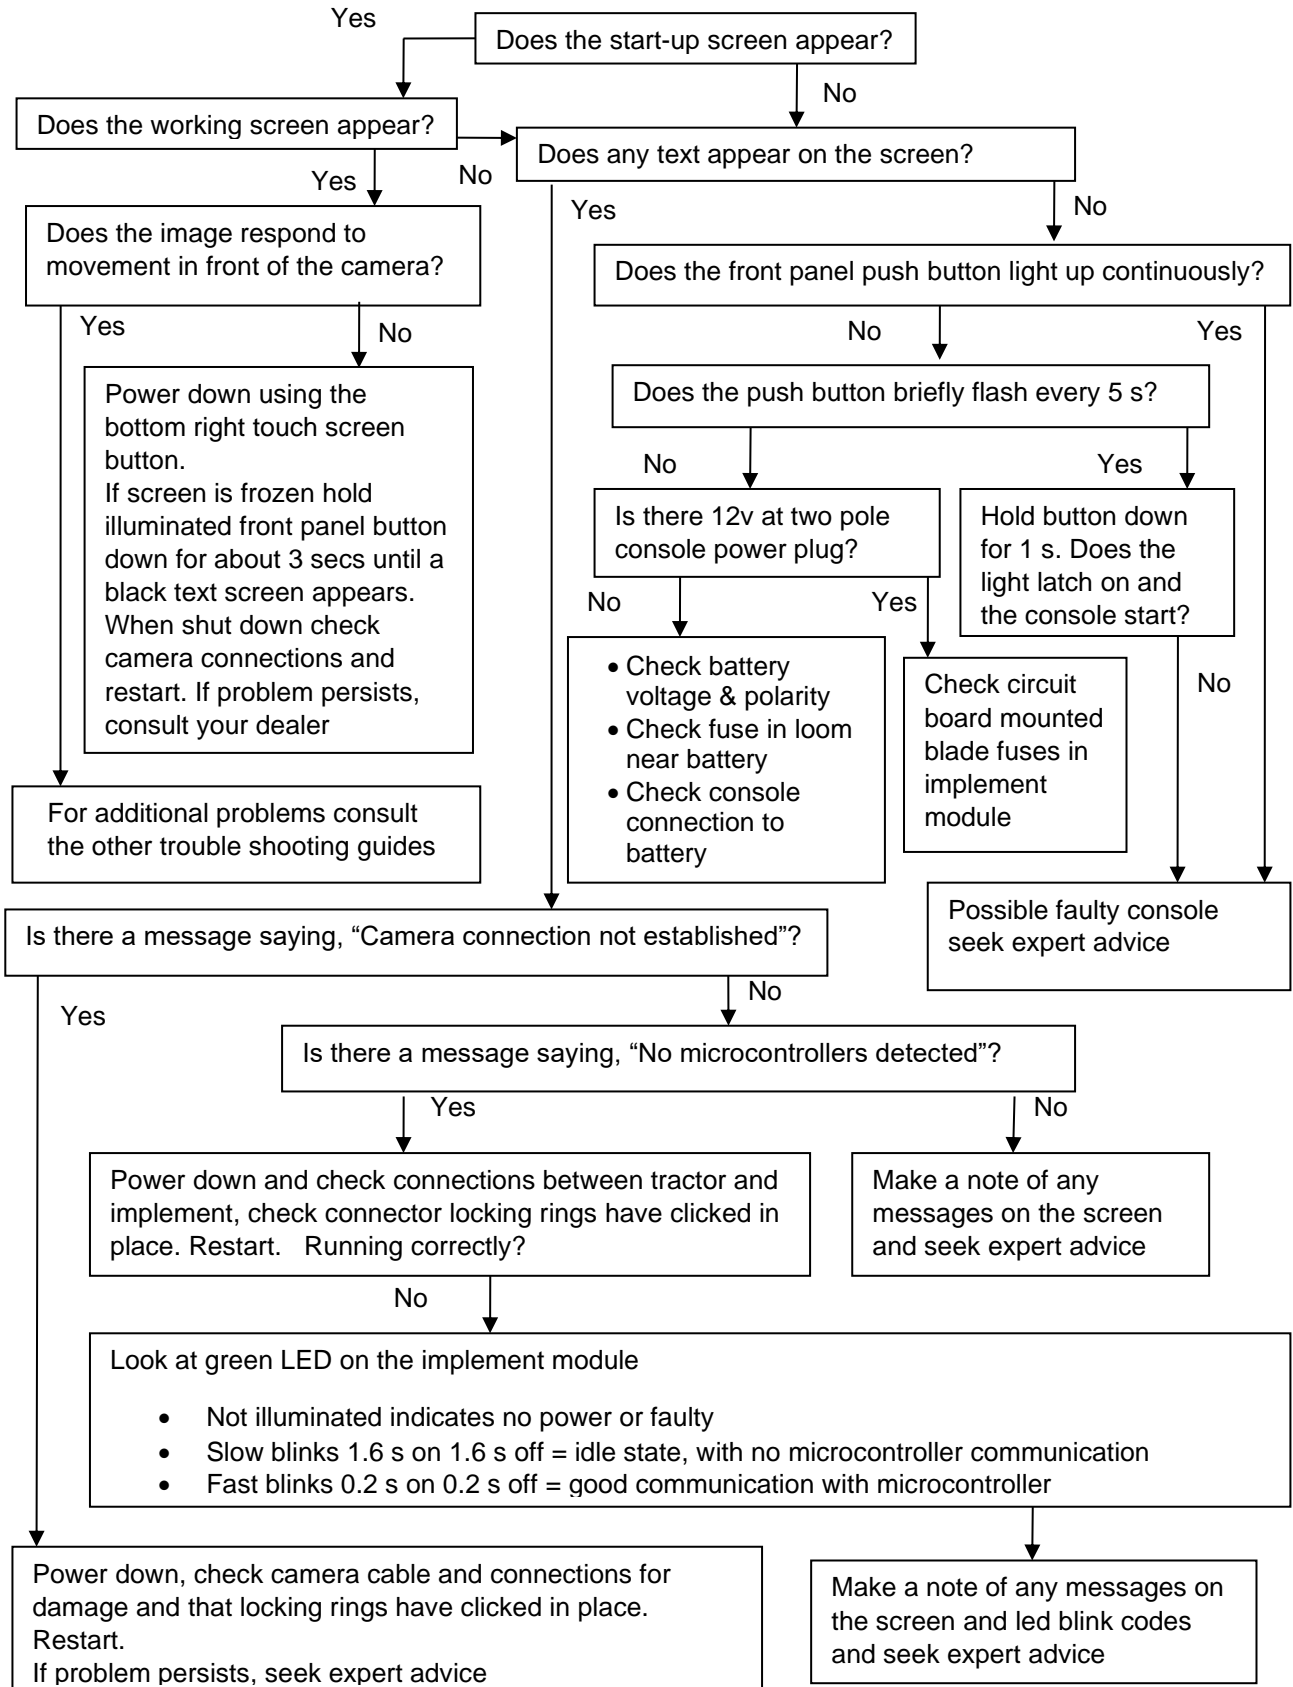 Yes
Does the start-up screen appear?
No
Does the working screen appear?
Does any text appear on the screen?
Yes
No
Yes
No
Does the image respond to
movement in front of the camera?
Does the front panel push button light up continuously?
Yes
No
No
Yes
Power down using the
bottom right touch screen
button.
If screen is frozen hold
illuminated front panel button
down for about 3 secs until a
black text screen appears.
When shut down check
camera connections and
restart. If problem persists,
consult your dealer
Does the push button briefly flash every 5 s?
No
Yes
Is there 12v at two pole
console power plug?
Hold button down
for 1 s. Does the
light latch on and
the console start?
No
Yes
No
• Check battery
voltage & polarity
• Check fuse in loom
near battery
• Check console
connection to
battery
Check circuit
board mounted
blade fuses in
implement
module
For additional problems consult
the other trouble shooting guides
Possible faulty console
seek expert advice
Is there a message saying, “Camera connection not established”?
Yes
No
Is there a message saying, “No microcontrollers detected”?
Yes
No
Power down and check connections between tractor and
implement, check connector locking rings have clicked in
place. Restart.   Running correctly?
Make a note of any
messages on the screen
and seek expert advice
No
Look at green LED on the implement module
• Not illuminated indicates no power or faulty
• Slow blinks 1.6 s on 1.6 s off = idle state, with no microcontroller communication
• Fast blinks 0.2 s on 0.2 s off = good communication with microcontroller
Power down, check camera cable and connections for
damage and that locking rings have clicked in place.
Restart.
If problem persists, seek expert advice
Make a note of any messages on
the screen and led blink codes
and seek expert advice